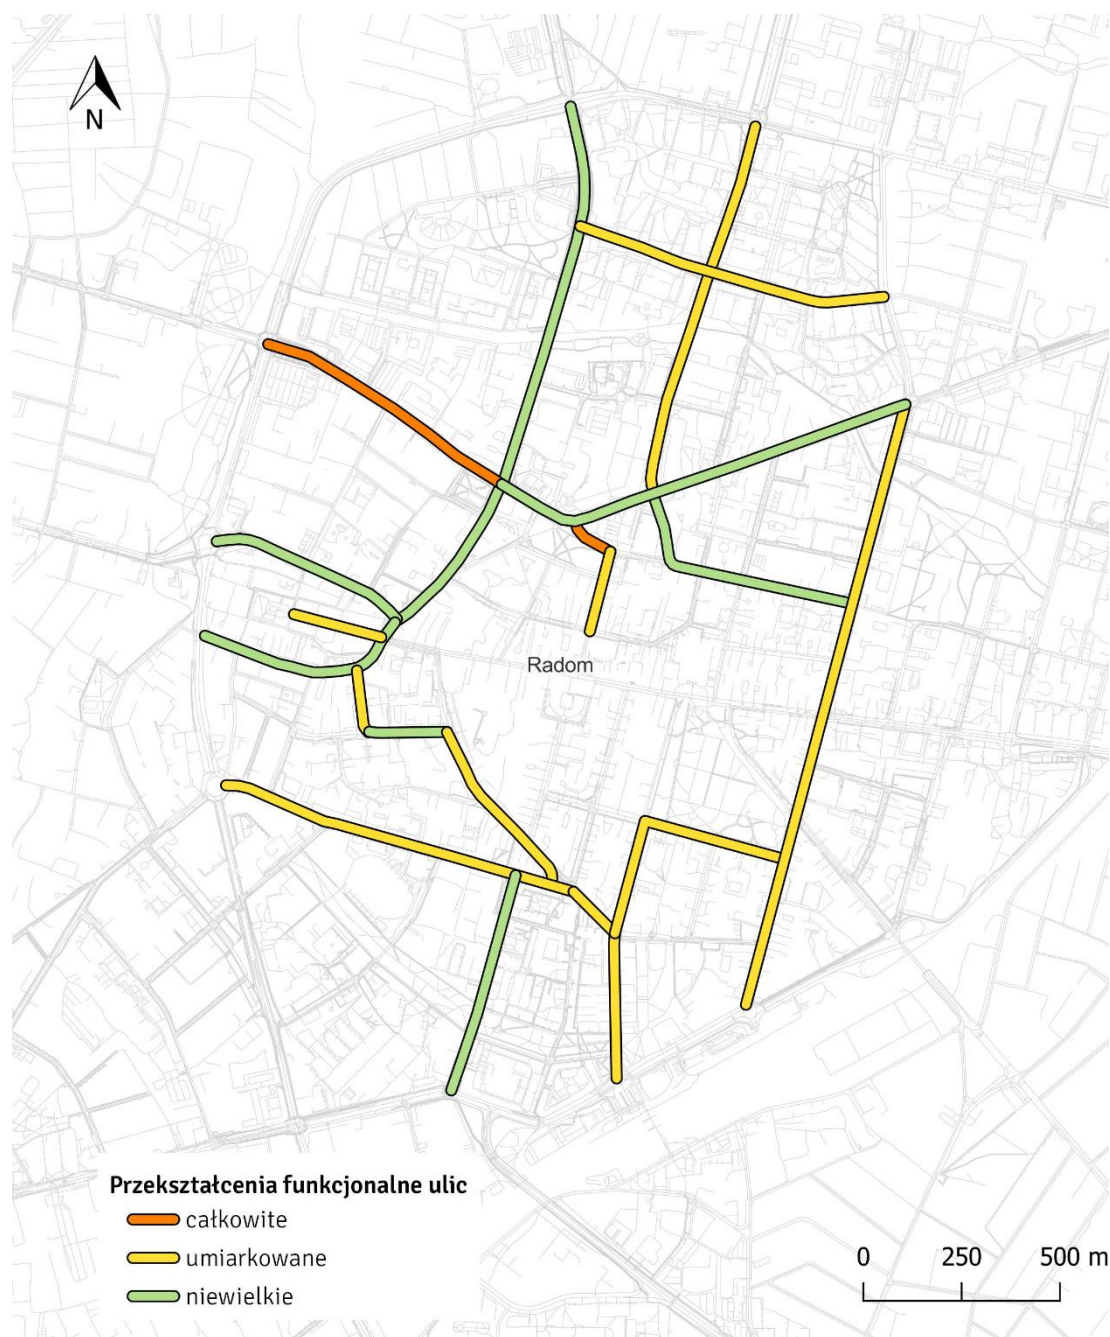 N
Radom
Przekształcenia funkcjonalne ulic
całkowite
umiarkowane
niewielkie
0 250 500 m